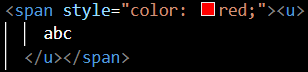 <span style="color: red;"><u>
abc
</u></span>